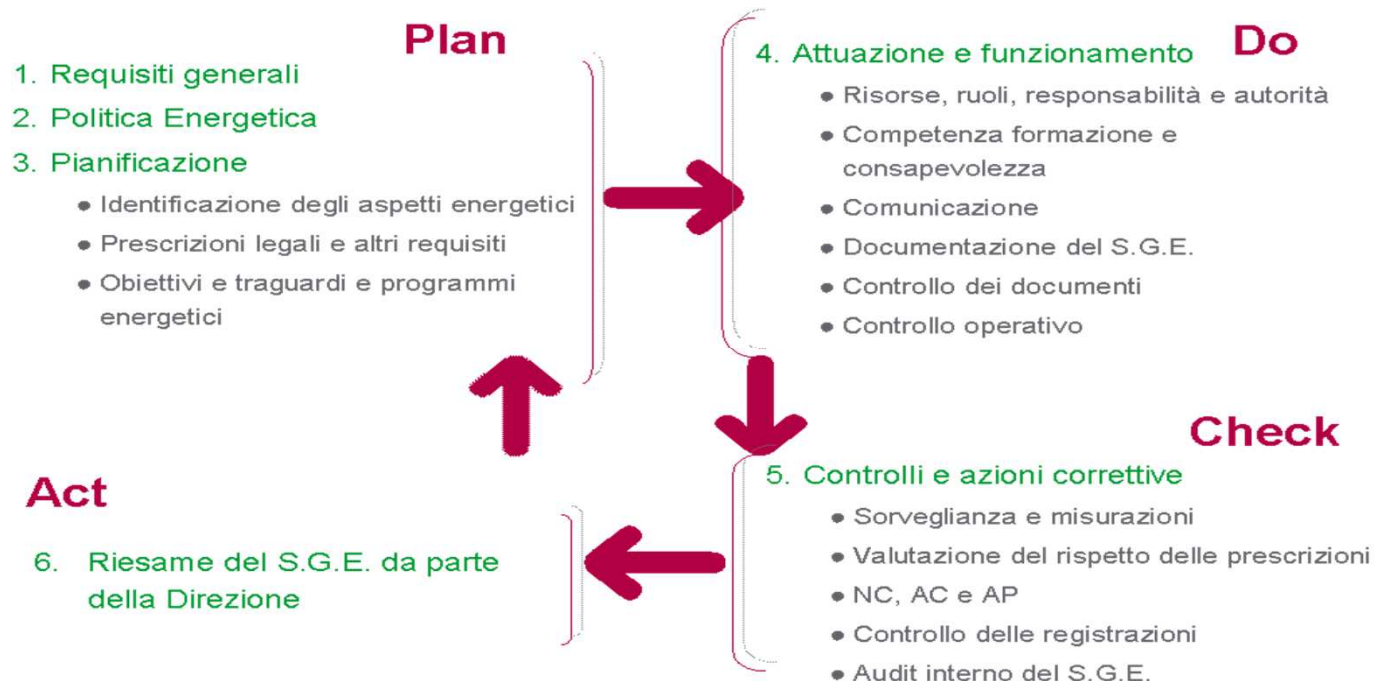 Plan
1. Requisiti generali
2. Politica Energetica
3. Pianificazione
• Identificazione degli aspetti energetici
• Prescrizioni legali e altri requisiti
• Obiettivi e traguardi e programmi
energetici
Do
4. Attuazione e funzionamento
• Risorse, ruoli, responsabilità e autorità
• Competenza formazione e
consapevolezza
• Comunicazione
• Documentazione del S.G.E.
• Controllo dei documenti
• Controllo operativo
Check
5. Controlli e azioni correttive
• Sorveglianza e misurazioni
• Valutazione del rispetto delle prescrizioni
• NC, AC e AP
• Controllo delle registrazioni
• Audit interno del S.G.E.
Act
6. Riesame del S.G.E. da parte
della Direzione